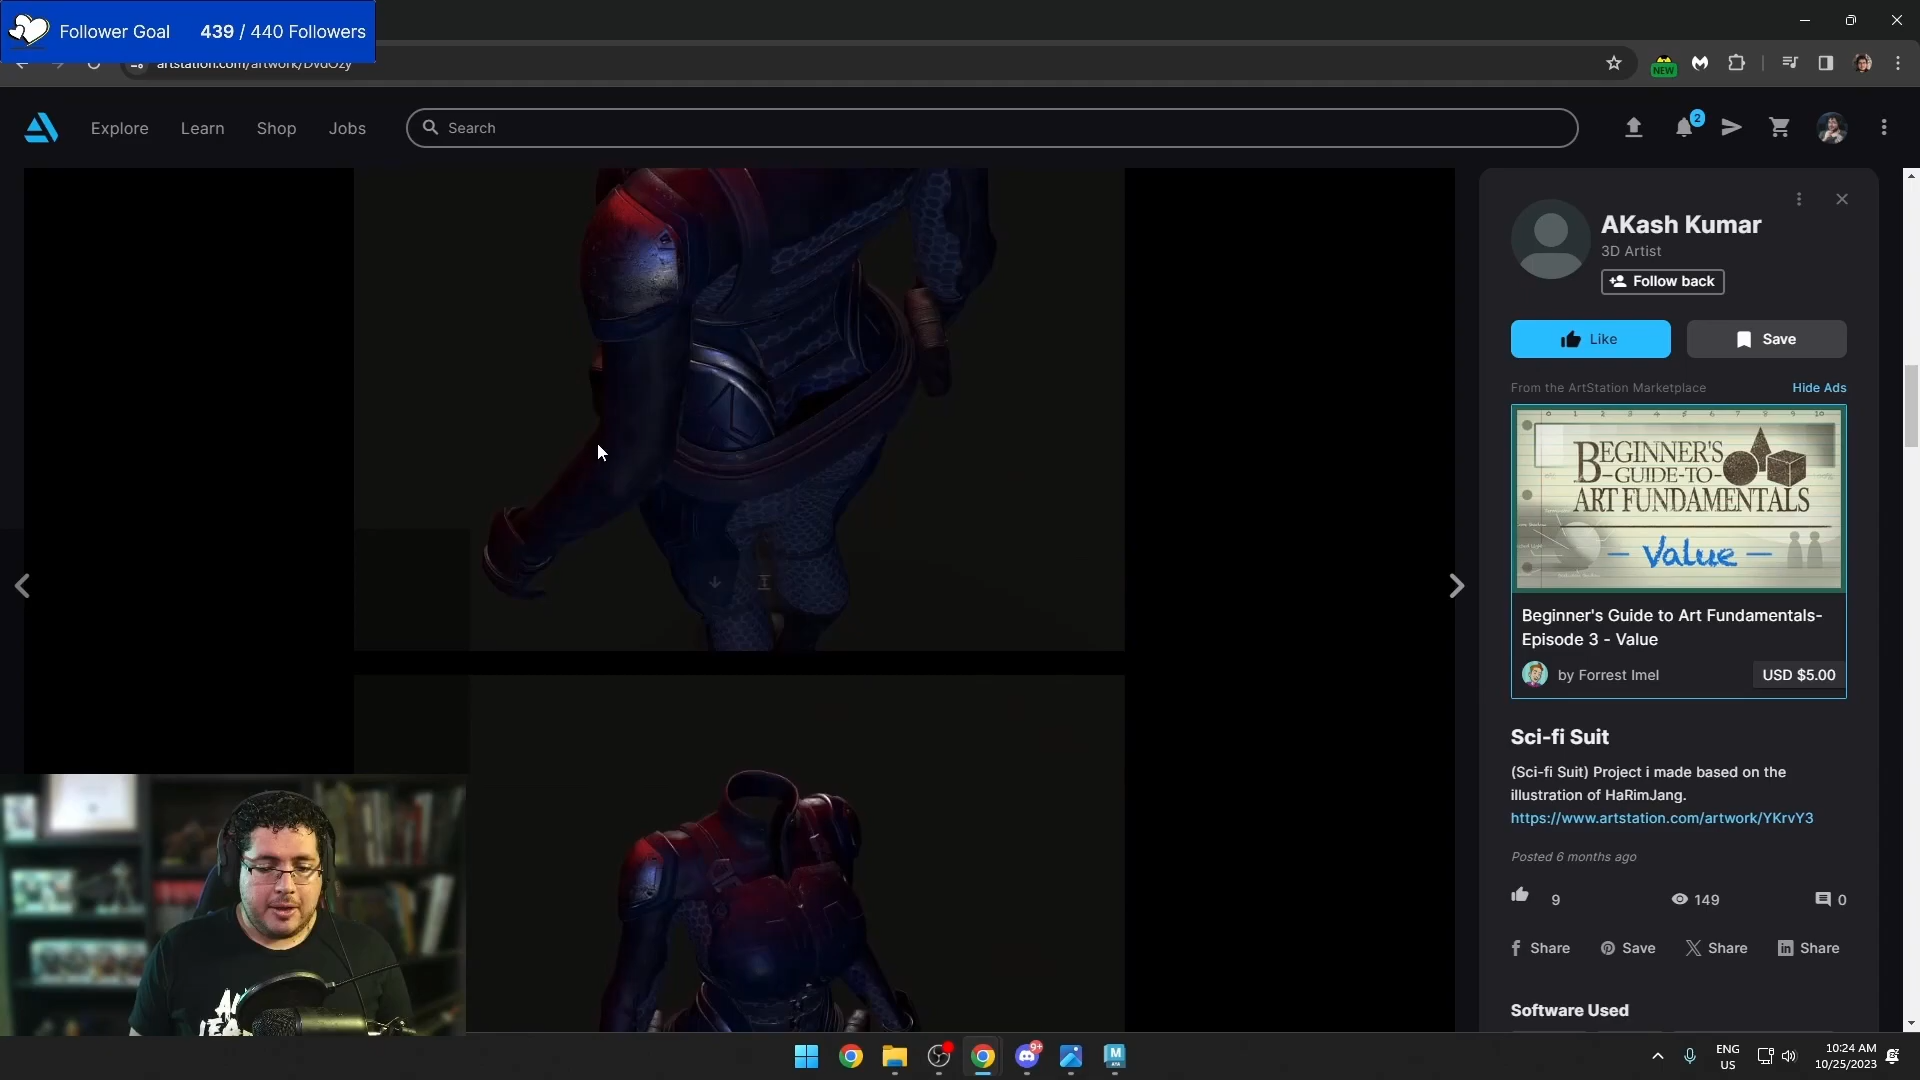 Follower Goal 439 / 440 Followers
artstation.com/artwork/DvdOzy
NEW
Explore Learn Shop Jobs Search 2
AKash Kumar
3D Artist
Follow back
Like Save
From the ArtStation Marketplace Hide Ads
BEGINNER'S
-GUIDE-TO-
ART FUNDAMENTALS
- Value -
Beginner's Guide to Art Fundamentals-
Episode 3 - Value
by Forrest Imel USD $5.00
Sci-fi Suit
(Sci-fi Suit) Project i made based on the
illustration of HaRimJang.
https://www.artstation.com/artwork/YKrvY3
Posted 6 months ago
9 149 0
Share Save Share Share
Software Used
9+
ENG
US
10:24 AM
10/25/2023